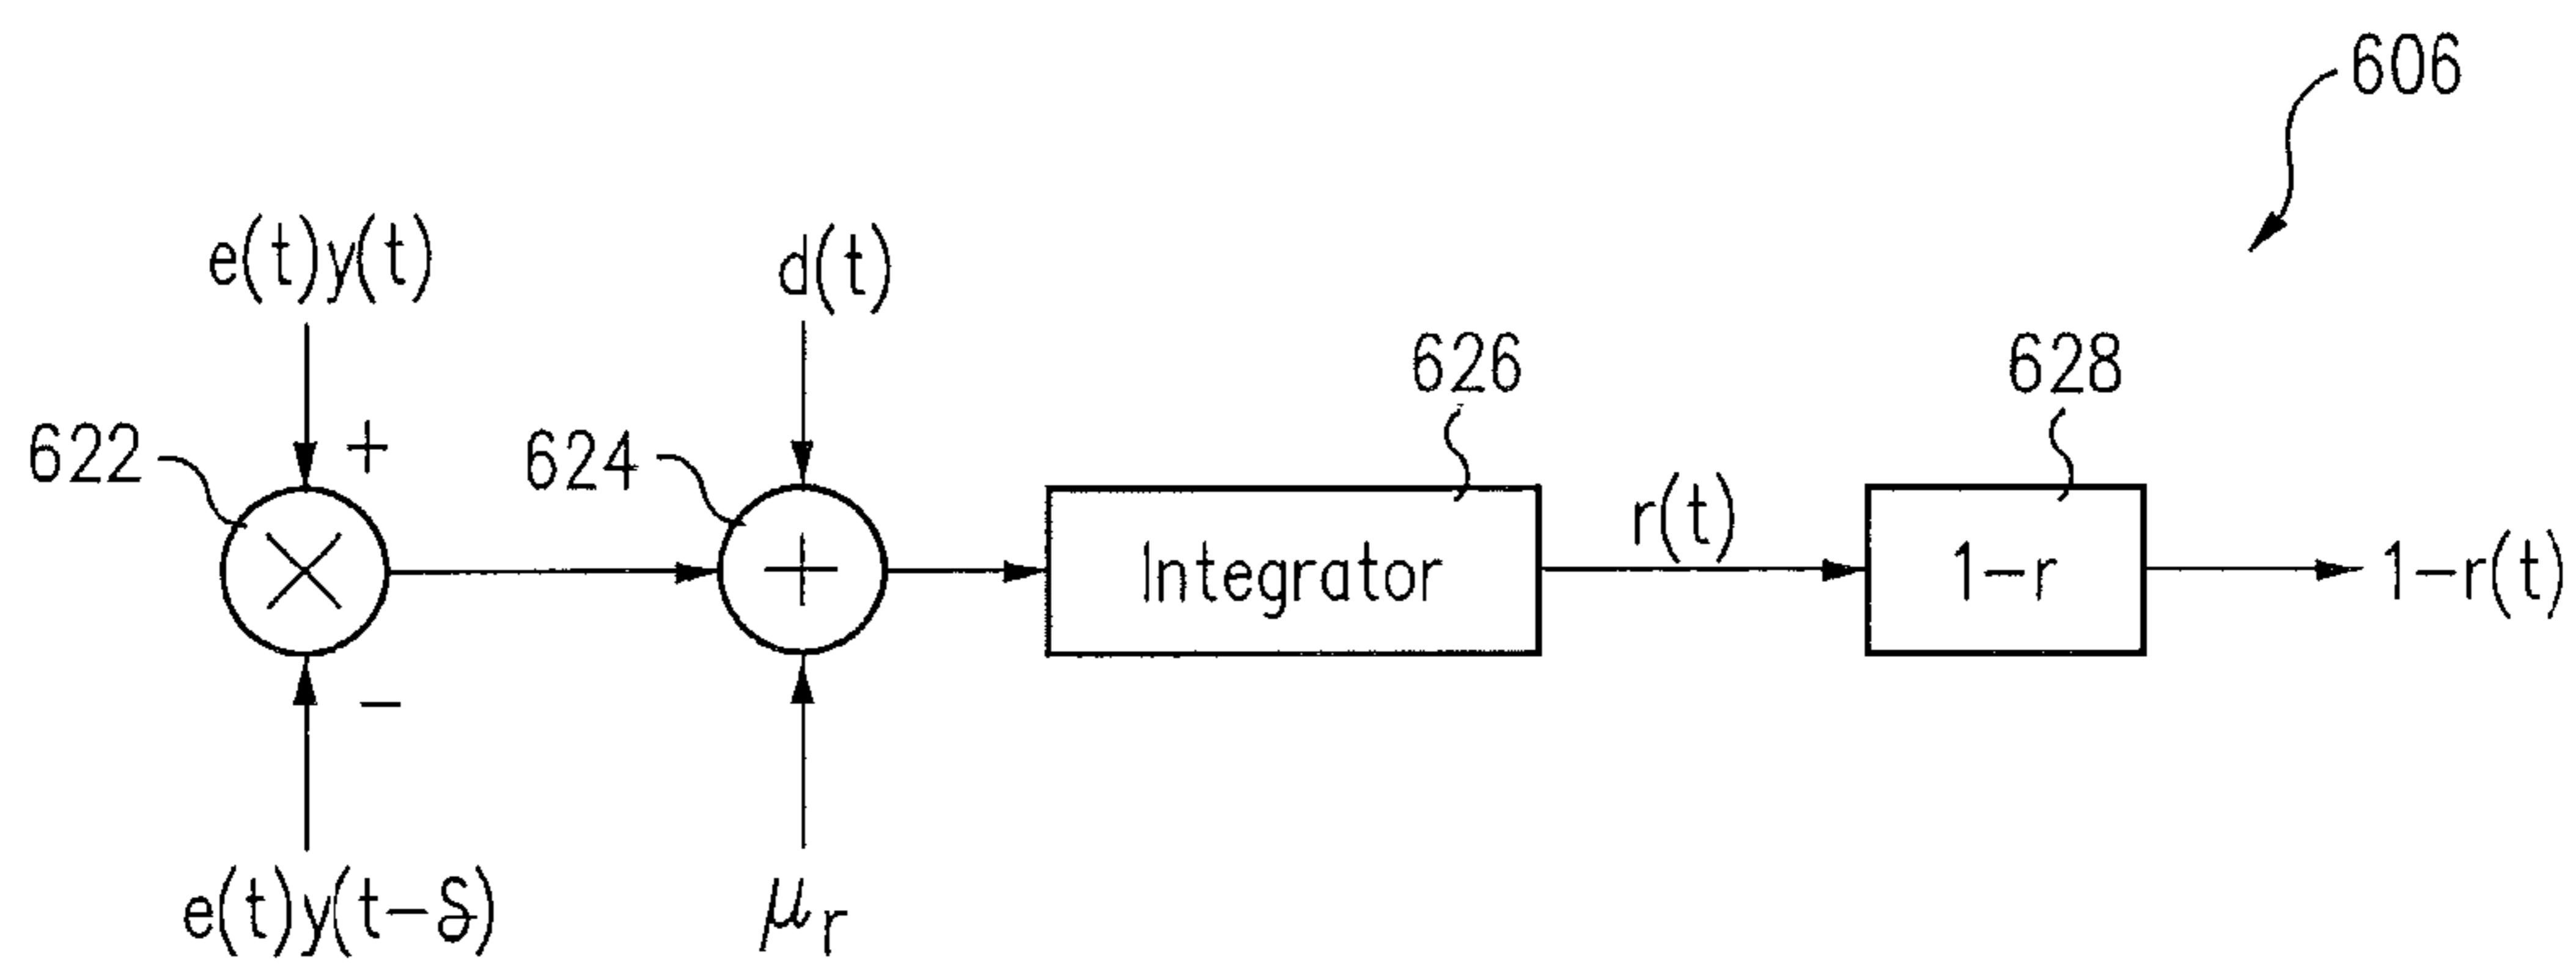 606
e(t)y(t)
d(t)
626
628
622
+
624
r(t)
×
+
Integrator
1−r
1−r(t)
−
e(t)y(t−δ)
μr